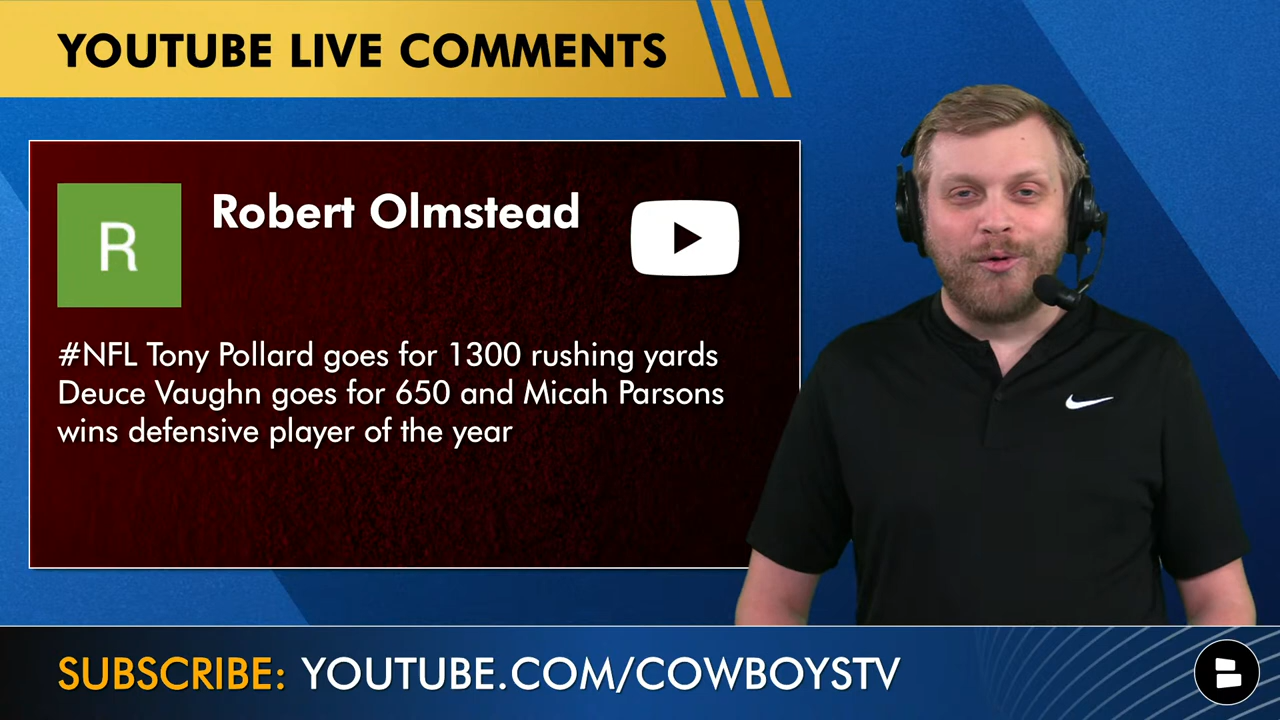 YOUTUBE LIVE COMMENTS
R
Robert Olmstead
#NFL Tony Pollard goes for 1300 rushing yards
Deuce Vaughn goes for 650 and Micah Parsons
wins defensive player of the year
SUBSCRIBE: YOUTUBE.COM/COWBOYSTV